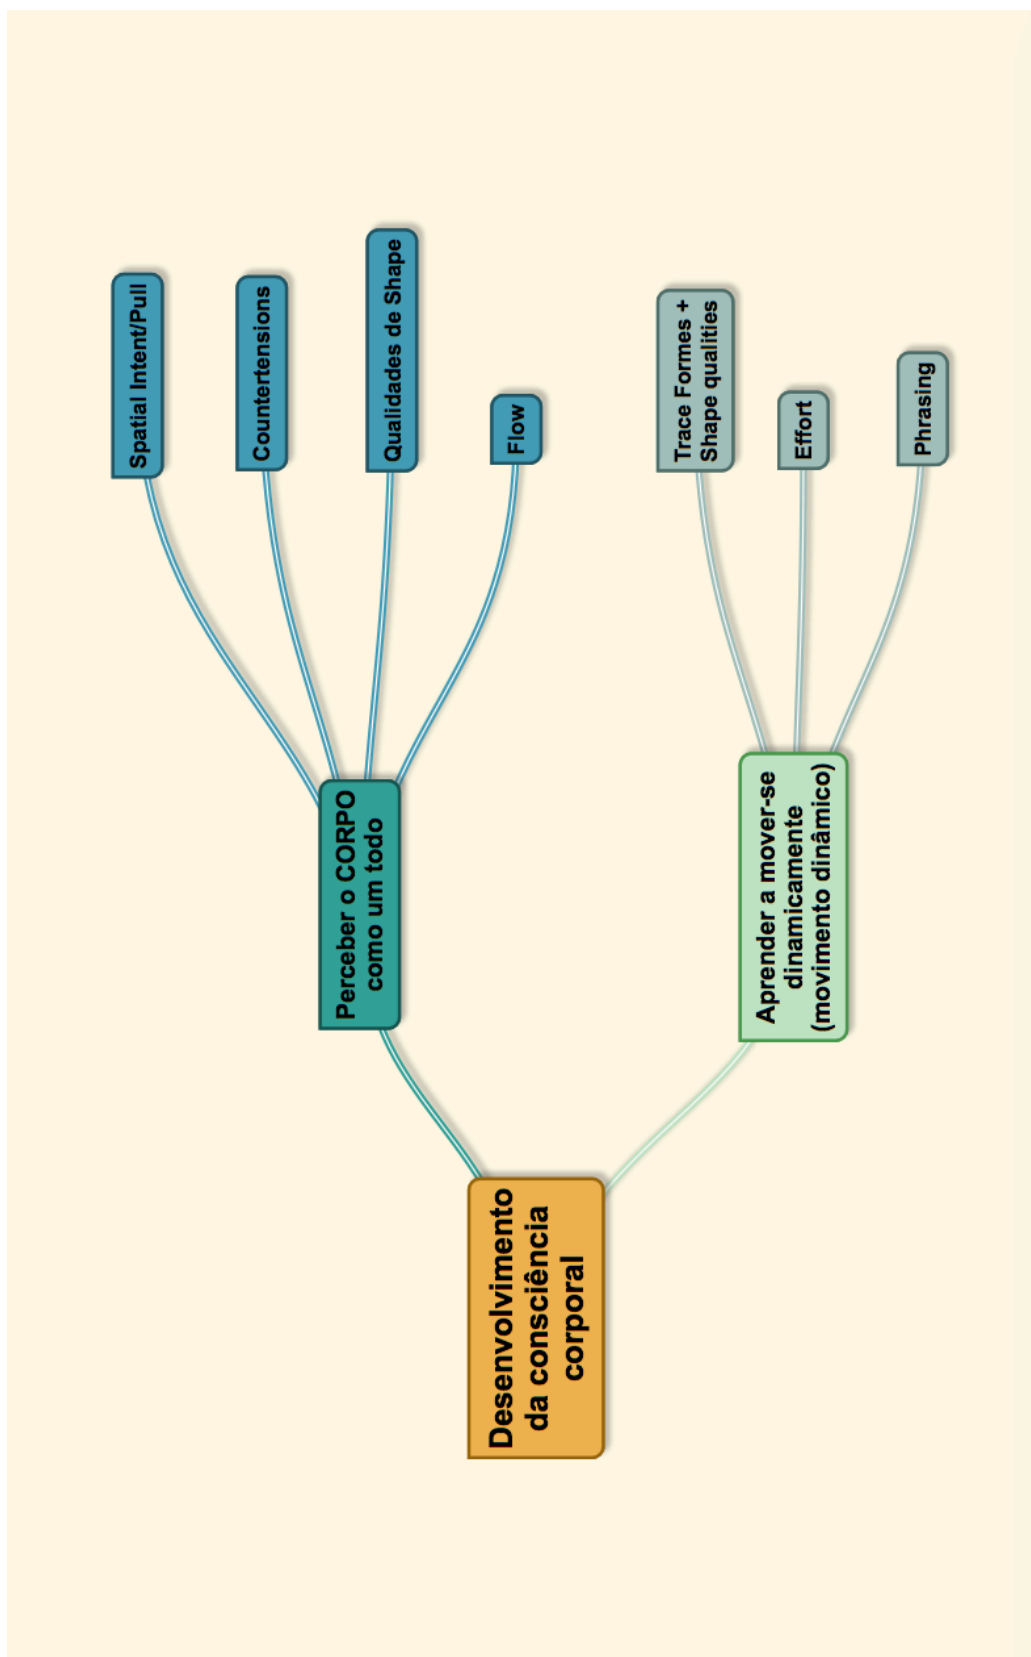 Desenvolvimento
da consciência
corporal
Perceber o CORPO
como um todo
Spatial Intent/Pull
Countertensions
Qualidades de Shape
Flow
Aprender a mover-se
dinamicamente
(movimento dinâmico)
Trace Formes +
Shape qualities
Effort
Phrasing